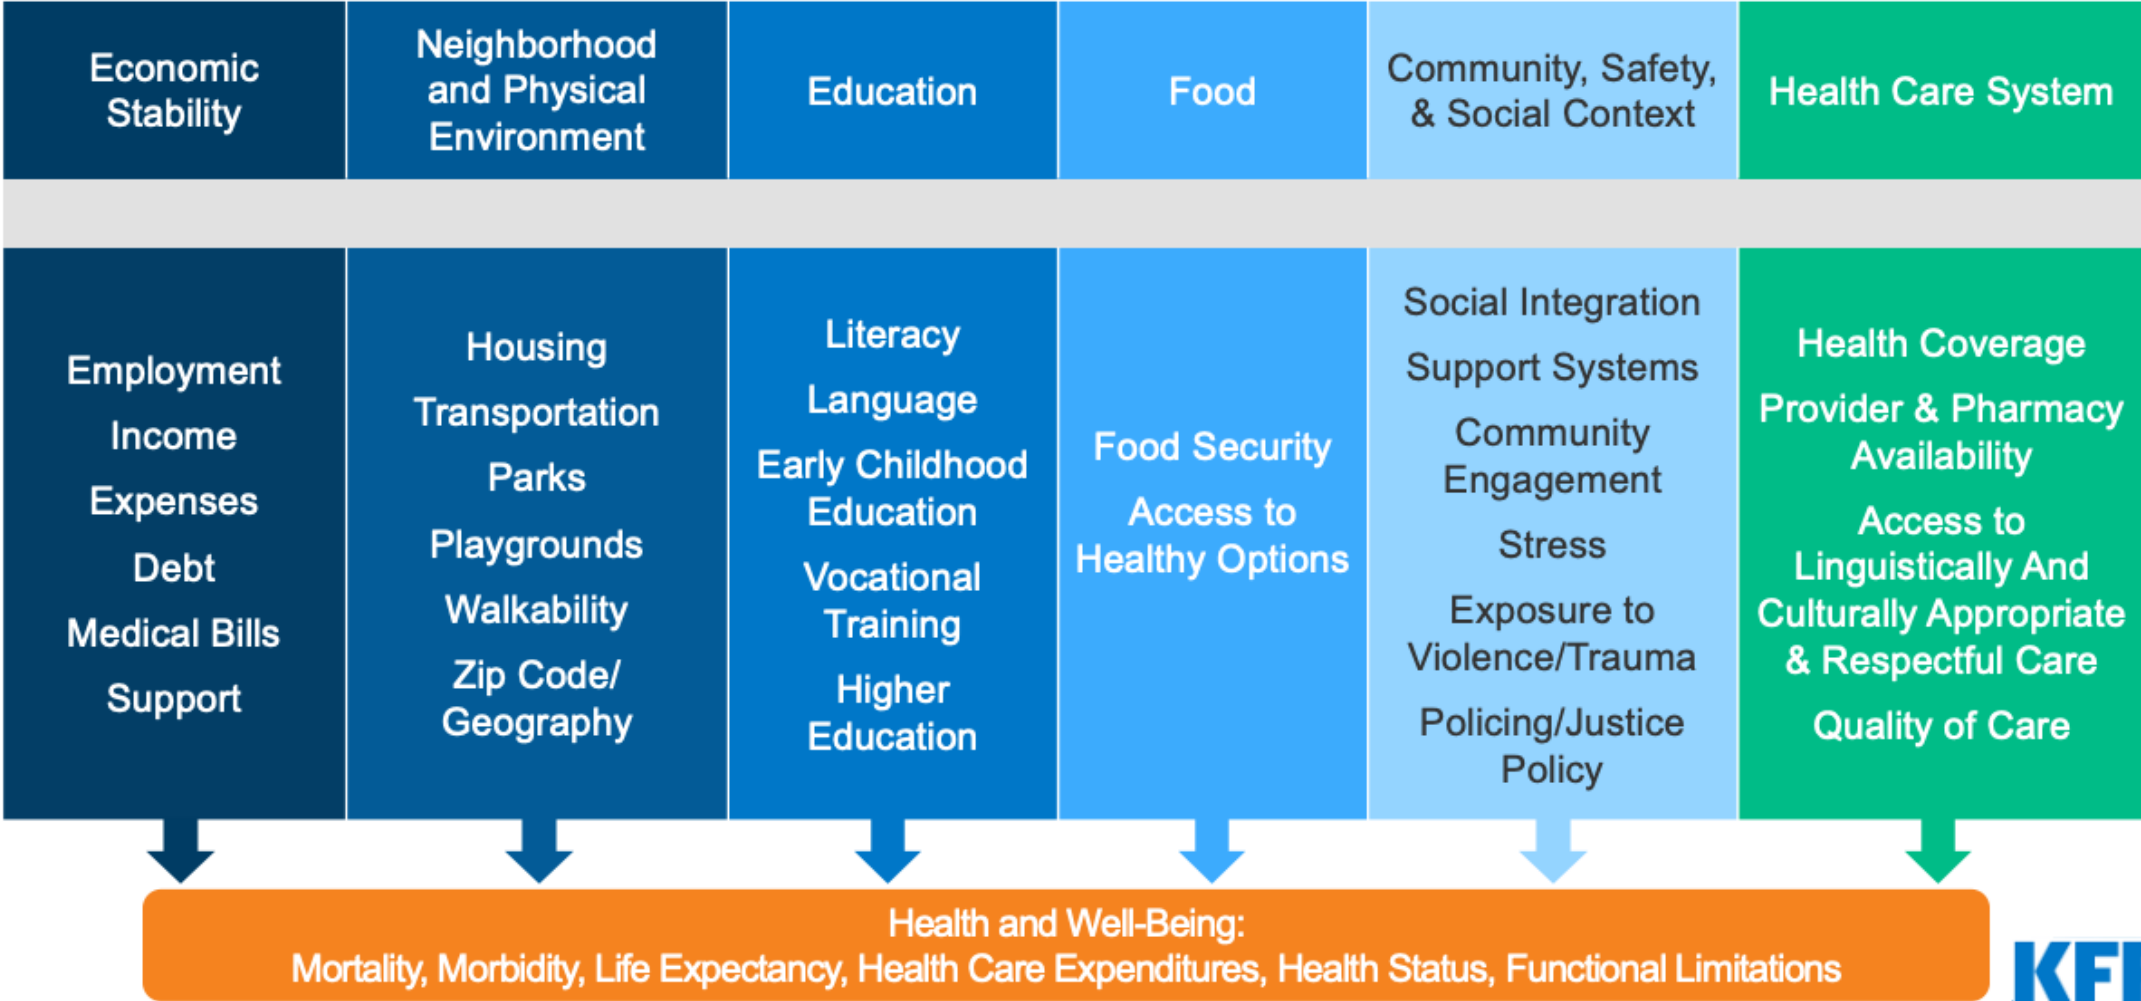 Economic
Stability
Neighborhood
and Physical
Environment
Education
Food
Community, Safety,
& Social Context
Health Care System
Employment
Income
Expenses
Debt
Medical Bills
Support
Housing
Transportation
Parks
Playgrounds
Walkability
Zip Code/
Geography
Literacy
Language
Early Childhood
Education
Vocational
Training
Higher
Education
Food Security
Access to
Healthy Options
Social Integration
Support Systems
Community
Engagement
Stress
Exposure to
Violence/Trauma
Policing/Justice
Policy
Health Coverage
Provider & Pharmacy
Availability
Access to
Linguistically And
Culturally Appropriate
& Respectful Care
Quality of Care
Health and Well-Being:
Mortality, Morbidity, Life Expectancy, Health Care Expenditures, Health Status, Functional Limitations